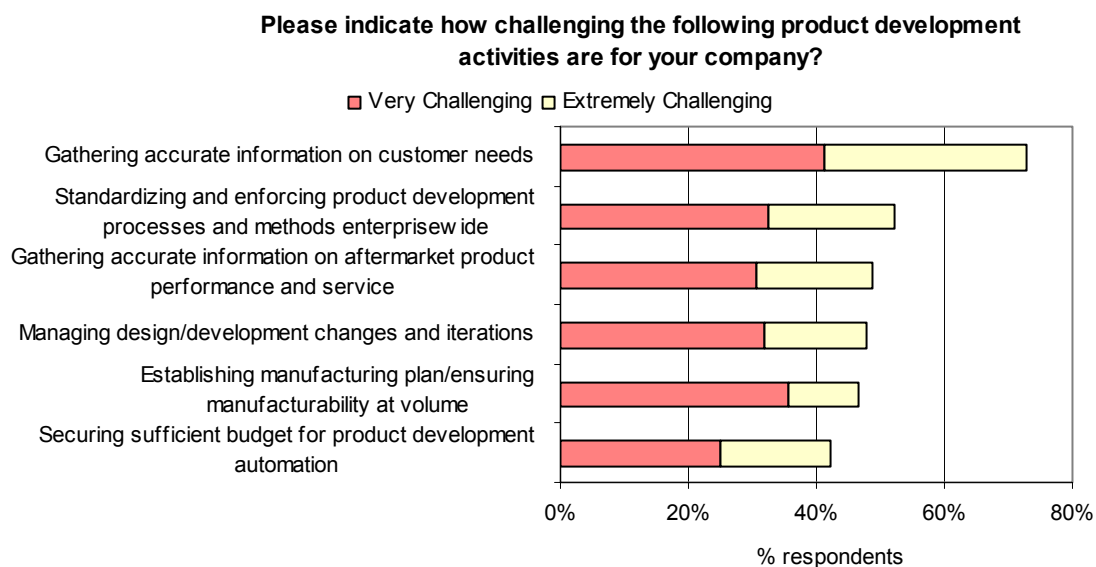 Please indicate how challenging the following product development
activities are for your company?
Very Challenging Extremely Challenging
Gathering accurate information on customer needs
Standardizing and enforcing product development
processes and methods enterprisewide
Gathering accurate information on aftermarket product
performance and service
Managing design/development changes and iterations
Establishing manufacturing plan/ensuring
manufacturability at volume
Securing sufficient budget for product development
automation
0% 20% 40% 60% 80%
% respondents